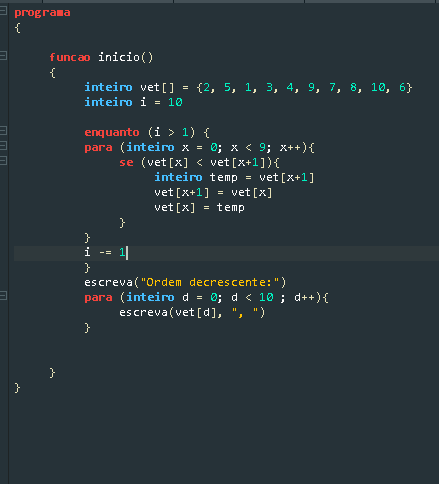 programa
{
funcao inicio()
{
inteiro vet[] = {2, 5, 1, 3, 4, 9, 7, 8, 10, 6}
inteiro i = 10
enquanto (i > 1) {
para (inteiro x = 0; x < 9; x++){
se (vet[x] < vet[x+1]){
inteiro temp = vet[x+1]
vet[x+1] = vet[x]
vet[x] = temp
}
}
i -= 1
}
escreva("Ordem decrescente:")
para (inteiro d = 0; d < 10 ; d++){
escreva(vet[d], ", ")
}
}
}